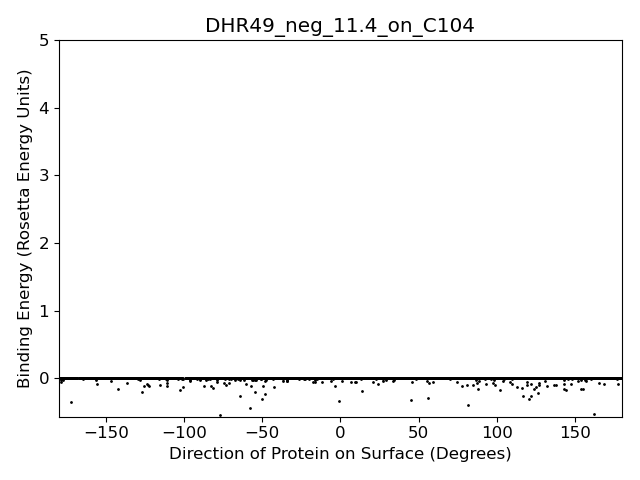 DHR49_neg_11.4_on_C104
5
4
3
2
1
0
Binding Energy (Rosetta Energy Units)
−150 −100 −50 0 50 100 150
Direction of Protein on Surface (Degrees)